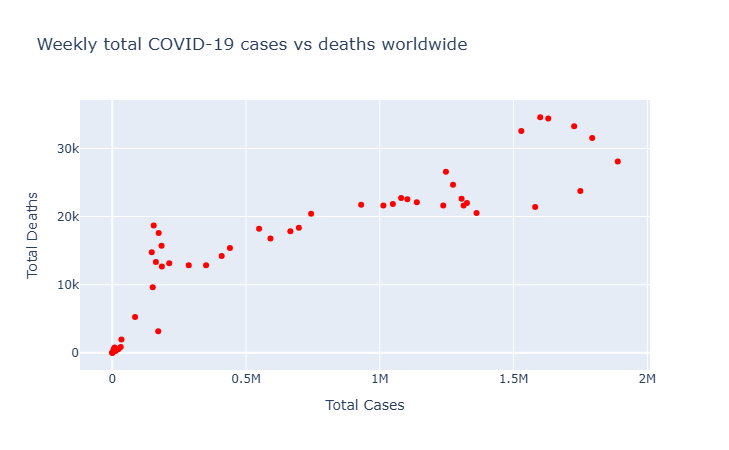 Weekly total COVID-19 cases vs deaths worldwide
30k
20k
10k
0
Total Deaths
0
0.5M
1M
1.5M
2M
Total Cases